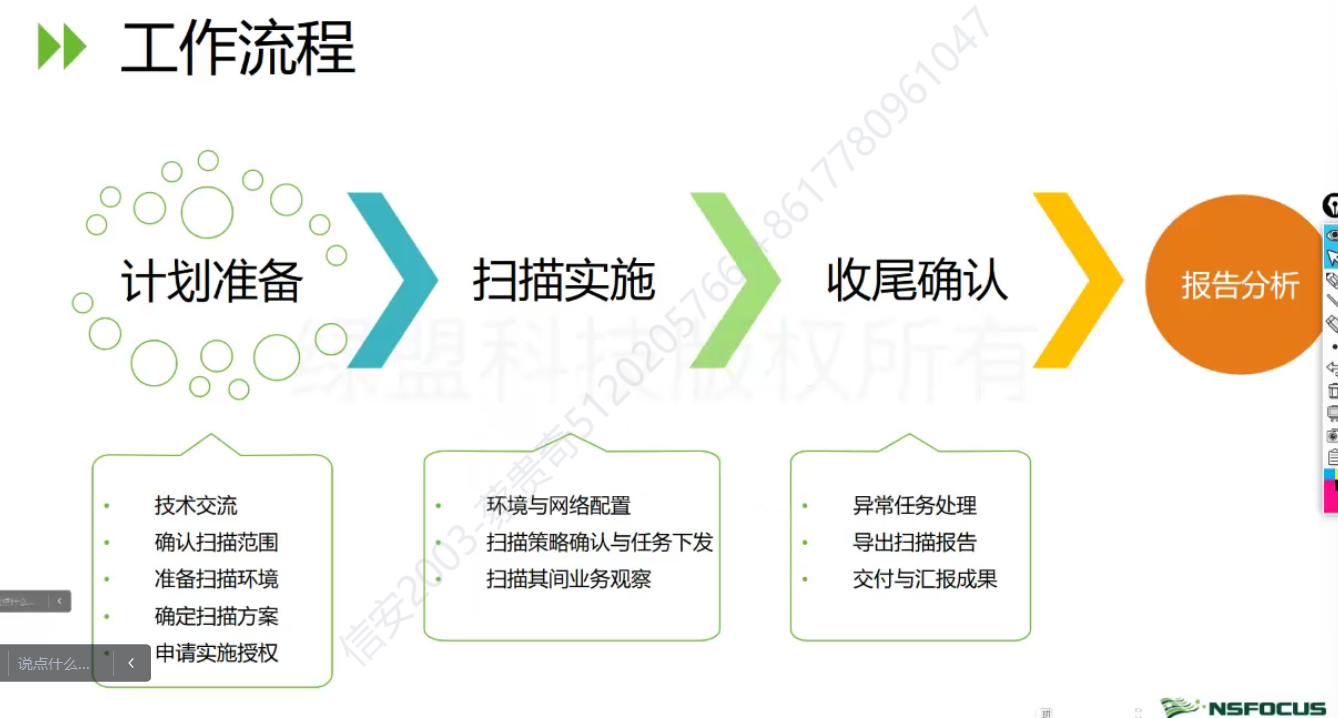 工作流程
计划准备
扫描实施
收尾确认
报告分析
绿盟科技版权所有
信安2003-蔡贵奇512020205766+8617780961047
• 技术交流
• 确认扫描范围
• 准备扫描环境
• 确定扫描方案
• 申请实施授权
• 环境与网络配置
• 扫描策略确认与任务下发
• 扫描其间业务观察
• 异常任务处理
• 导出扫描报告
• 交付与汇报成果
说点什么...
NSFOCUS